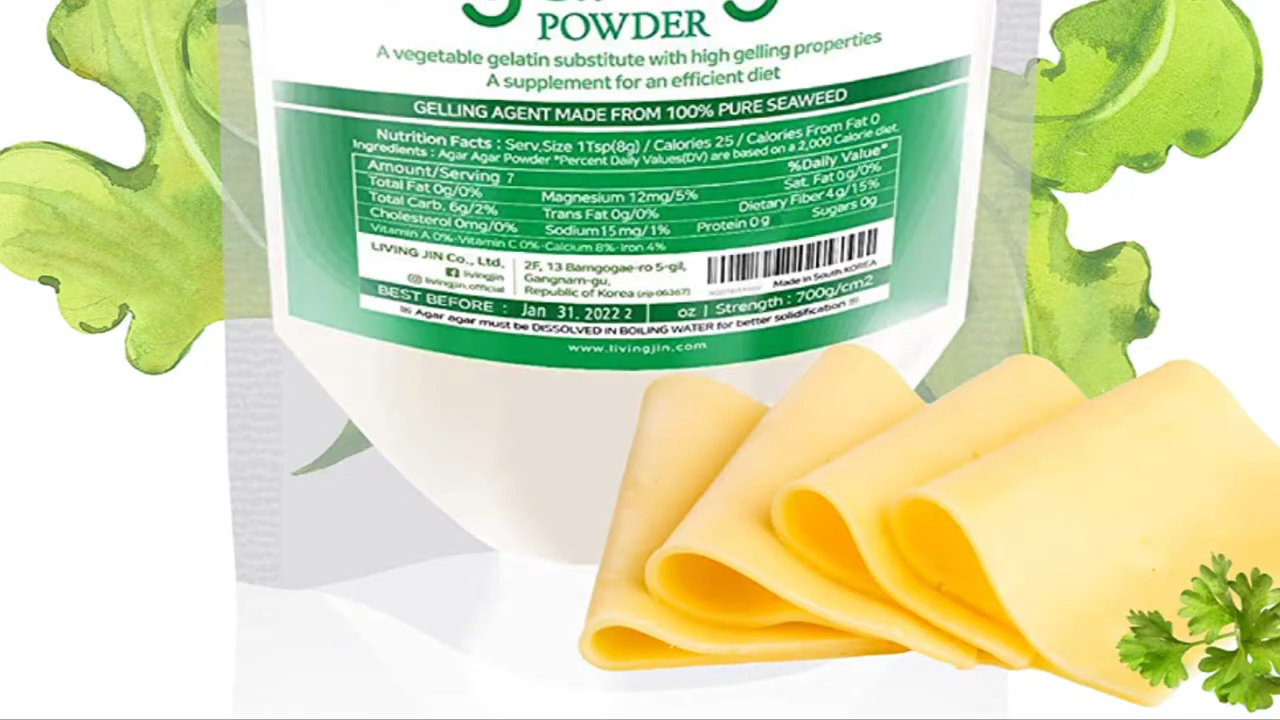 POWDER
A vegetable gelatin substitute with high gelling properties
A supplement for an efficient diet
GELLING AGENT MADE FROM 100% PURE SEAWEED
Nutrition Facts : Serv.Size 1Tsp(8g) / Calories 25 / Calories From Fat 0
Ingredients : Agar Agar Powder *Percent Daily Values(DV) are based on a 2,000 Calorie diet.
Amount/Serving 7 %Daily Value*
Total Fat 0g/0% Magnesium 12mg/5% Sat. Fat 0g/0%
Total Carb. 6g/2% Trans Fat 0g/0% Dietary Fiber 4g/15%
Cholesterol 0mg/0% Sodium 15mg/1% Protein 0g Sugars 0g
Vitamin A 0%·Vitamin C 0%·Calcium 8%·Iron 4%
LIVING JIN Co., Ltd.
livingjin
livingjin.official
2F, 13 Barngogae-ro 5-gil,
Gangnam-gu,
Republic of Korea (zip 06367)
Made in South KOREA
BEST BEFORE : Jan 31. 2022 2 oz | Strength : 700g/cm2
※ Agar agar must be DISSOLVED IN BOILING WATER for better solidification ※
www.livingjin.com